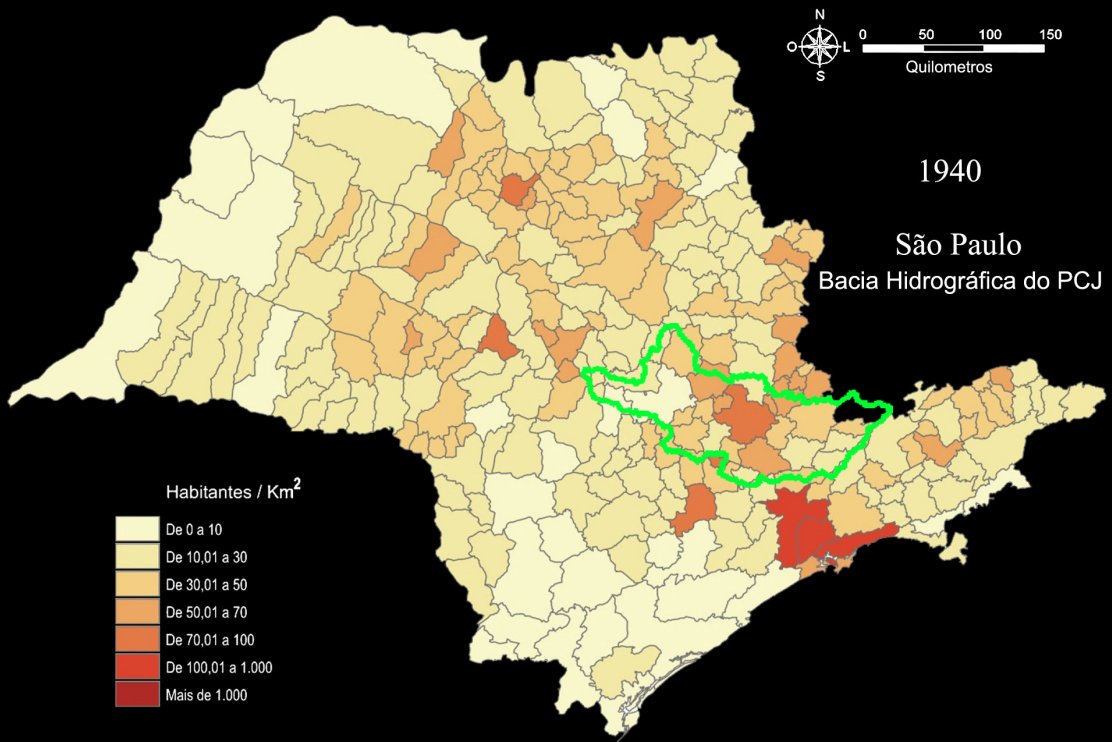 N
O L
S
0 50 100 150
Quilometros
1940
São Paulo
Bacia Hidrográfica do PCJ
Habitantes / Km²
De 0 a 10
De 10,01 a 30
De 30,01 a 50
De 50,01 a 70
De 70,01 a 100
De 100,01 a 1.000
Mais de 1.000